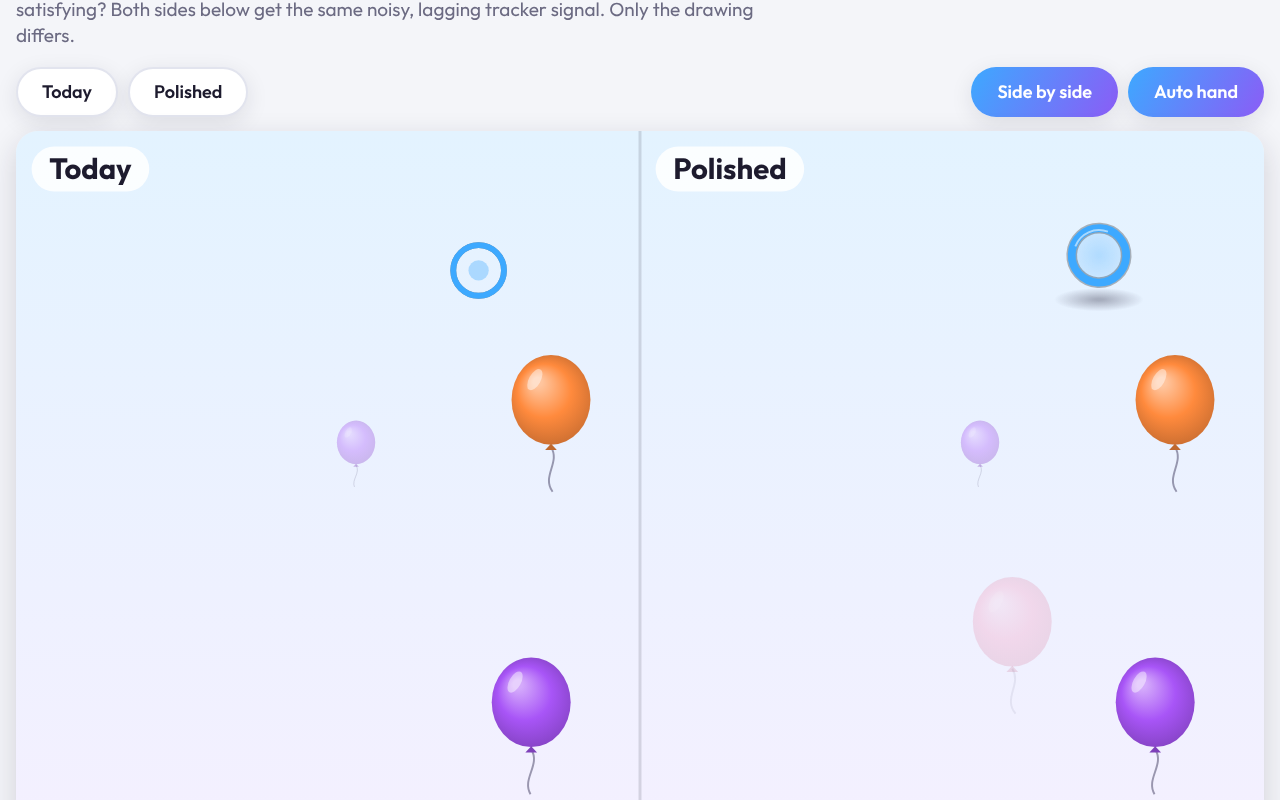 satisfying? Both sides below get the same noisy, lagging tracker signal. Only the drawing
differs.
Today
Polished
Side by side
Auto hand
Today
Polished